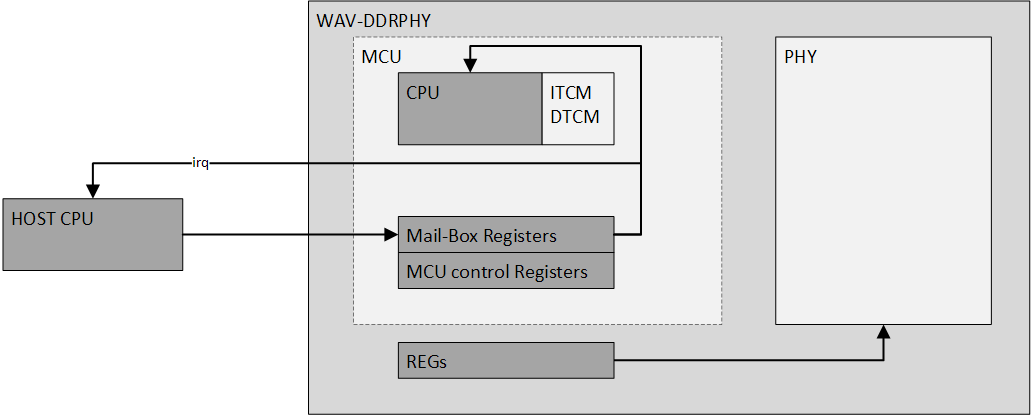 WAV-DDRPHY
MCU
PHY
CPU
ITCM
DTCM
irq
HOST CPU
Mail-Box Registers
MCU control Registers
REGs